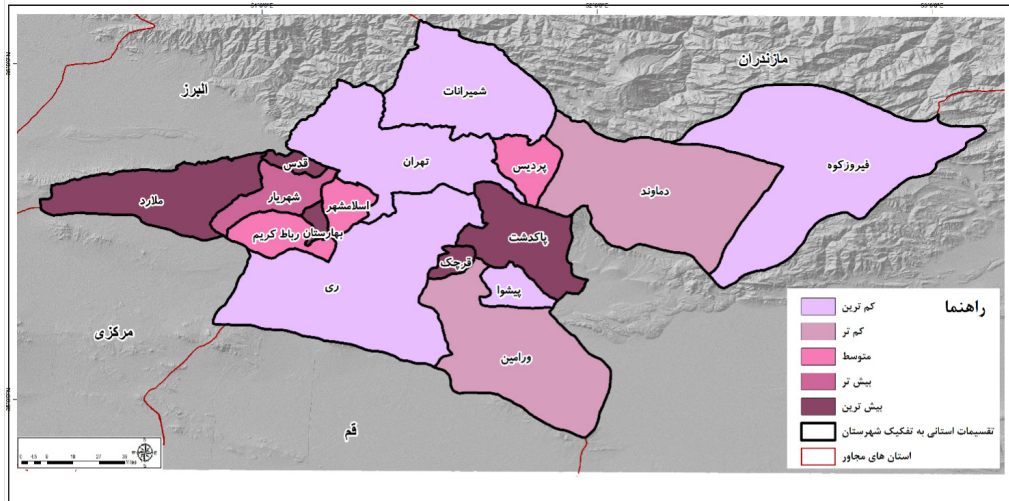 مازندران
البرز
شمیرانات
تهران
پردیس
دماوند
فیروزکوه
قدس
ملارد
شهریار
اسلامشهر
بهارستان
رباط کریم
ری
پاکدشت
قرچک
پیشوا
ورامین
مرکزی
قم
راهنما
کم ترین
کم تر
متوسط
بیش تر
بیش ترین
تقسیمات استانی به تفکیک شهرستان
استان های مجاور